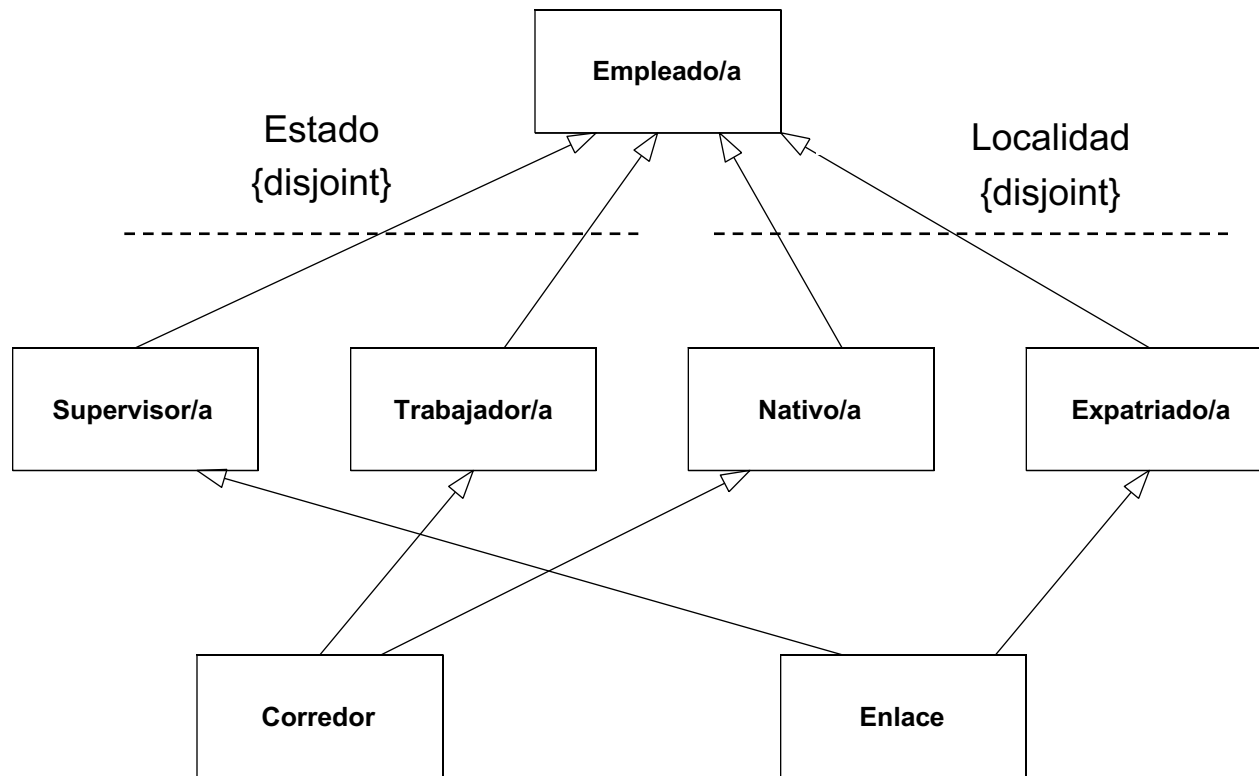 Empleado/a
Estado
{disjoint}
Localidad
{disjoint}
Supervisor/a
Trabajador/a
Nativo/a
Expatriado/a
Corredor
Enlace